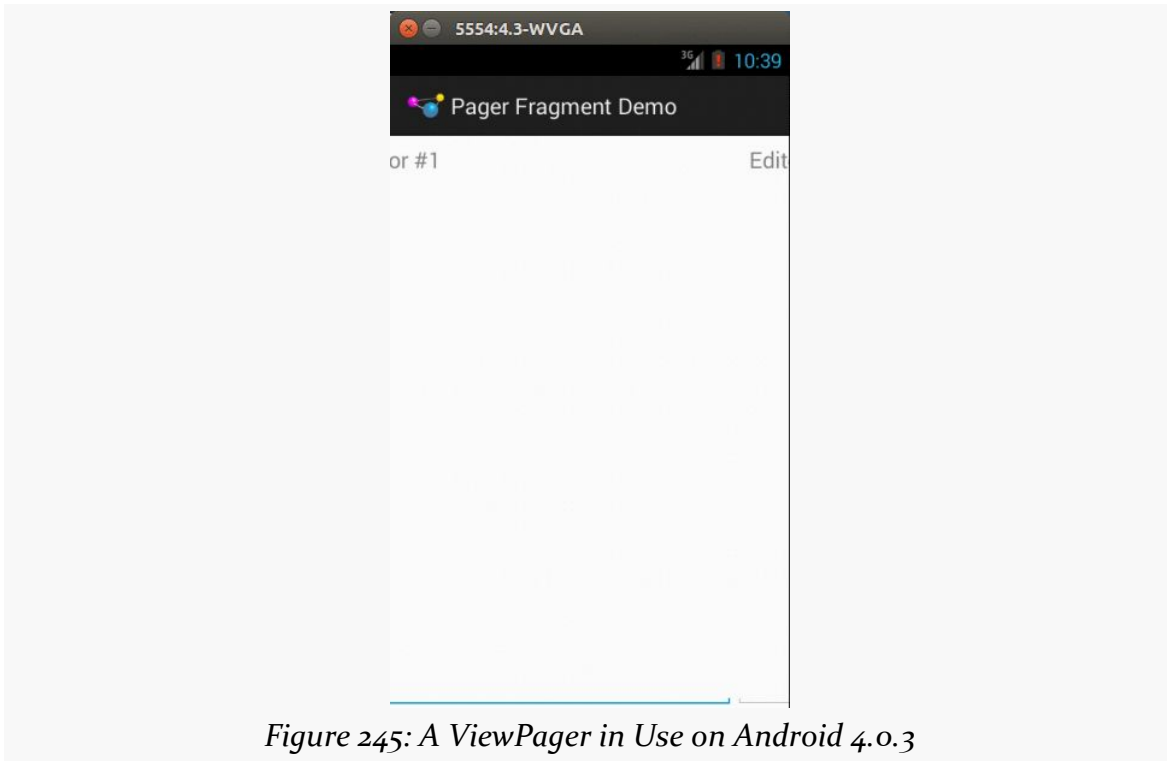 5554:4.3-WVGA
3G 10:39
Pager Fragment Demo
or #1 Edit
Figure 245: A ViewPager in Use on Android 4.0.3